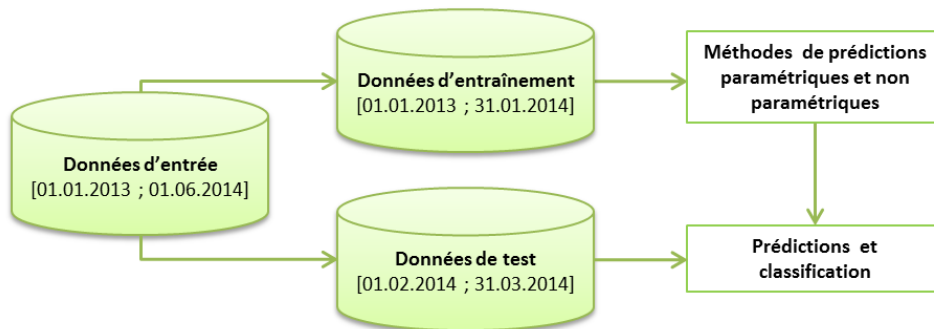 Données d'entrée
[01.01.2013 ; 01.06.2014]
Données d'entraînement
[01.01.2013 ; 31.01.2014]
Méthodes de prédictions
paramétriques et non
paramétriques
Données de test
[01.02.2014 ; 31.03.2014]
Prédictions et
classification